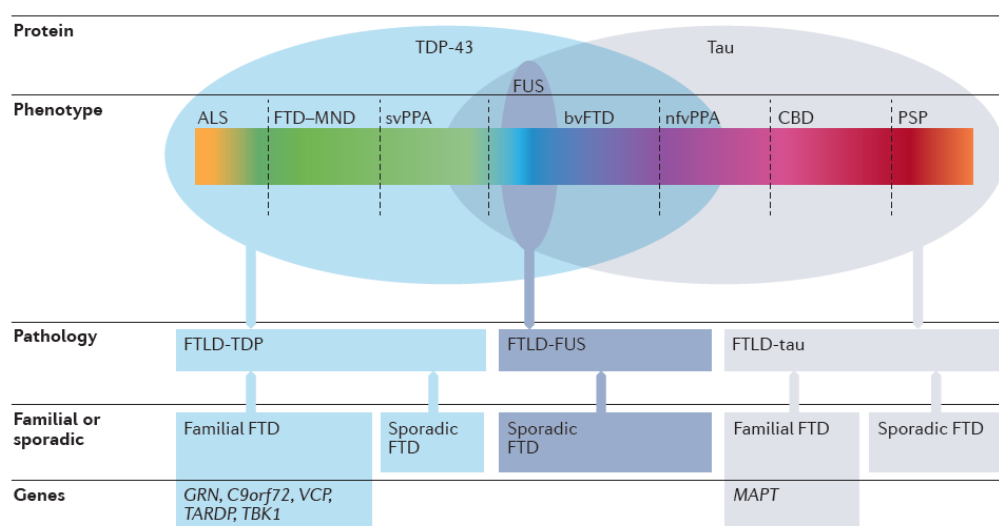 Protein
TDP-43
Tau
FUS
Phenotype
ALS
FTD–MND
svPPA
bvFTD
nfvPPA
CBD
PSP
Pathology
FTLD-TDP
FTLD-FUS
FTLD-tau
Familial or
sporadic
Familial FTD
Sporadic
FTD
Sporadic
FTD
Familial FTD
Sporadic FTD
Genes
GRN, C9orf72, VCP,
TARDP, TBK1
MAPT